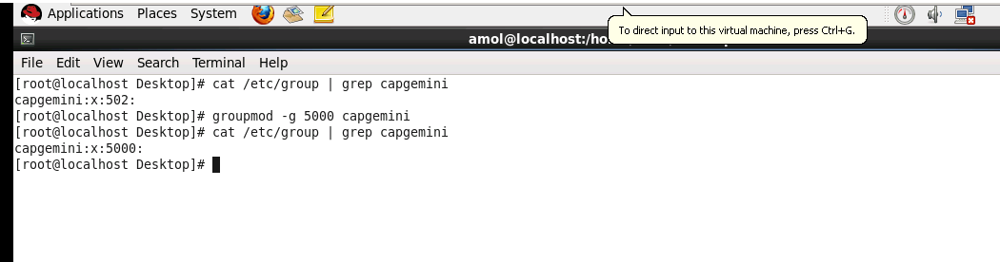 Applications Places System
To direct input to this virtual machine, press Ctrl+G.
amol@localhost:/ho
File Edit View Search Terminal Help
[root@localhost Desktop]# cat /etc/group | grep capgemini
capgemini:x:502:
[root@localhost Desktop]# groupmod -g 5000 capgemini
[root@localhost Desktop]# cat /etc/group | grep capgemini
capgemini:x:5000:
[root@localhost Desktop]#